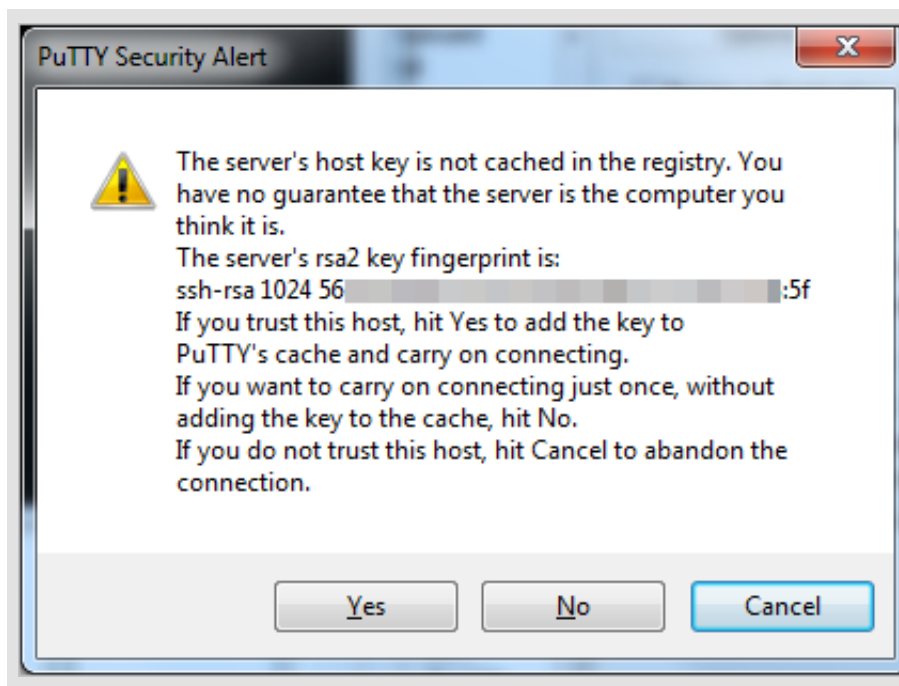 PuTTY Security Alert
The server's host key is not cached in the registry. You
have no guarantee that the server is the computer you
think it is.
The server's rsa2 key fingerprint is:
ssh-rsa 1024 56 :5f
If you trust this host, hit Yes to add the key to
PuTTY's cache and carry on connecting.
If you want to carry on connecting just once, without
adding the key to the cache, hit No.
If you do not trust this host, hit Cancel to abandon the
connection.
Yes No Cancel